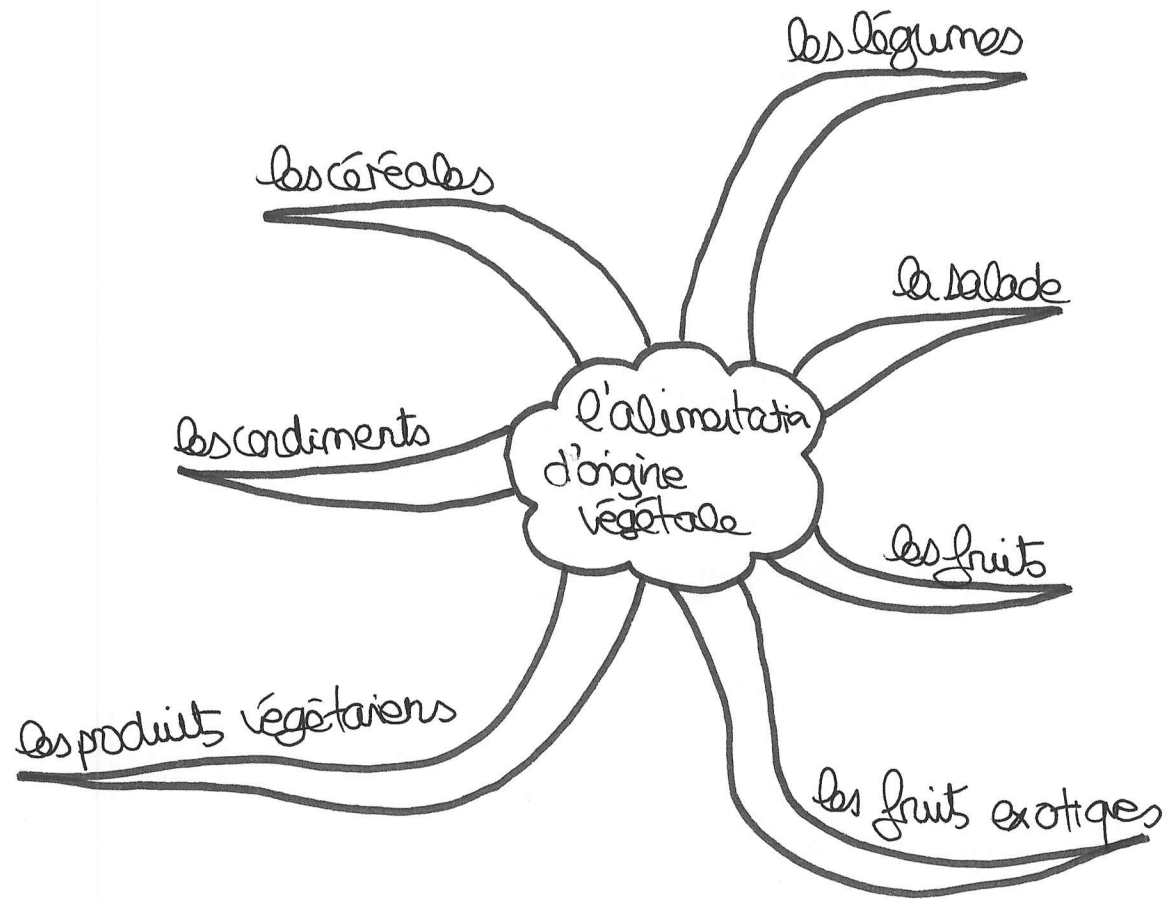 les légumes
les céréales
la salade
l'alimentation
d'origine
végétale
les condiments
les fruits
les produits végétariens
les fruits exotiques